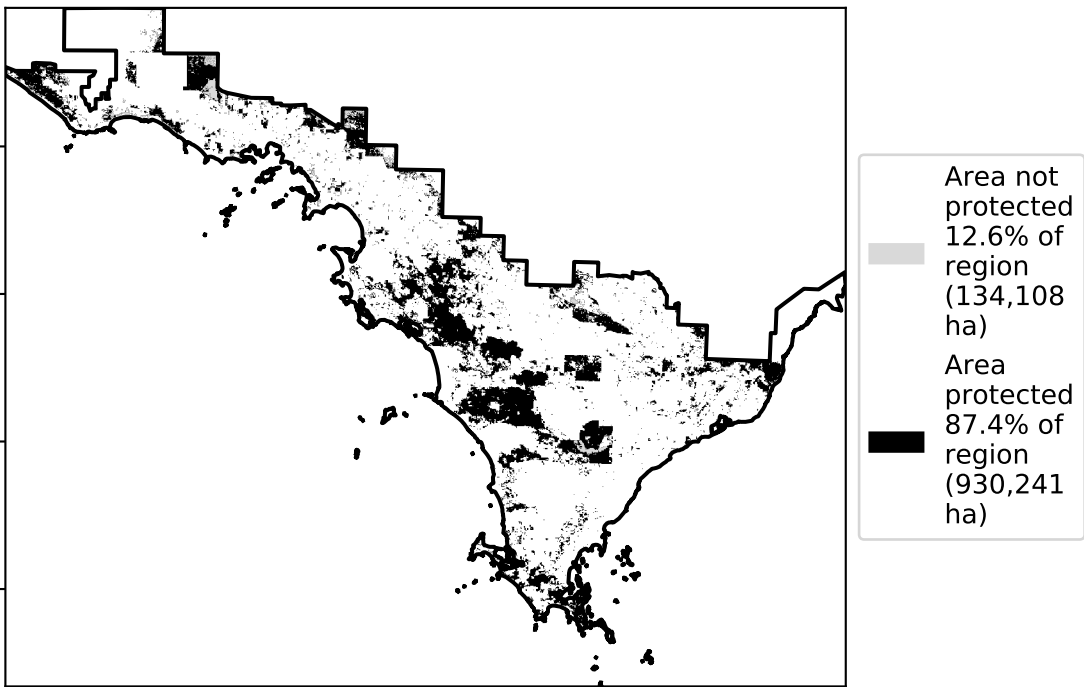 Area not
protected
12.6% of
region
(134,108
ha)
Area
protected
87.4% of
region
(930,241
ha)